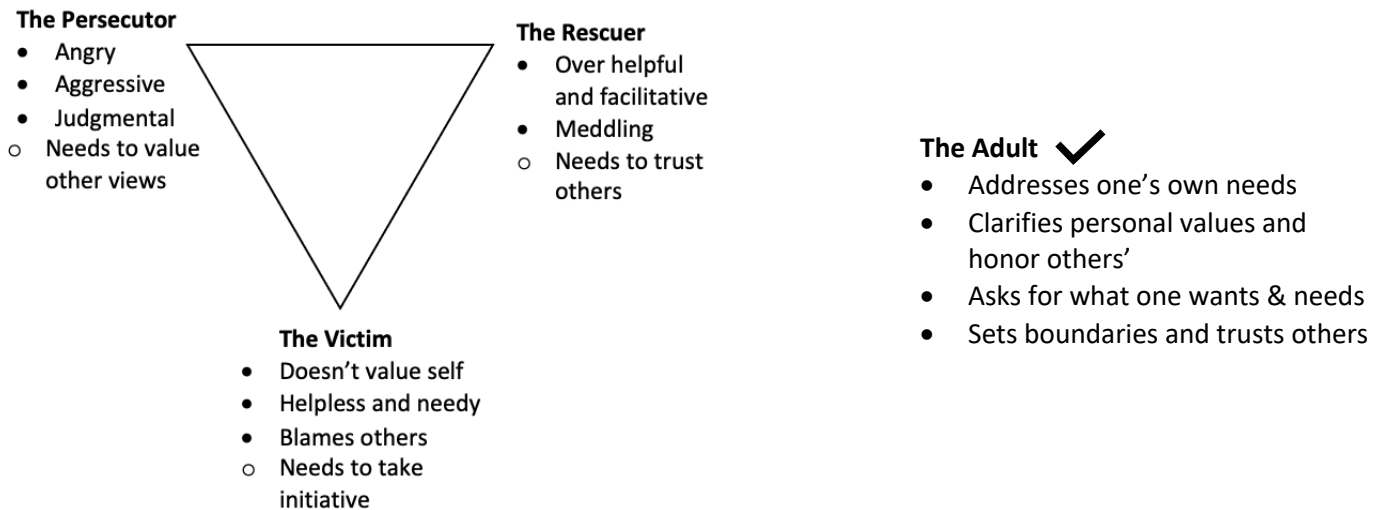 The Persecutor
• Angry
• Aggressive
• Judgmental
o Needs to value
other views
The Rescuer
• Over helpful
and facilitative
• Meddling
o Needs to trust
others
The Victim
• Doesn’t value self
• Helpless and needy
• Blames others
o Needs to take
initiative
The Adult ✓
• Addresses one’s own needs
• Clarifies personal values and
honor others’
• Asks for what one wants & needs
• Sets boundaries and trusts others